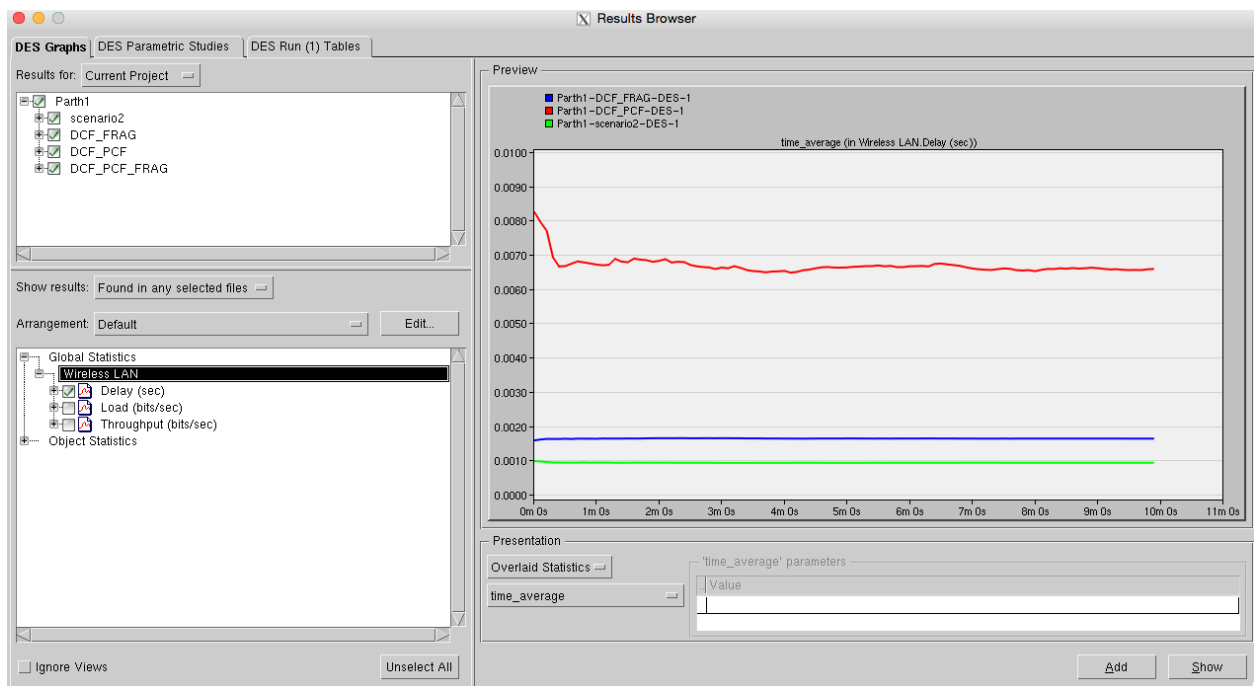 X Results Browser
DES Graphs DES Parametric Studies DES Run (1) Tables
Results for: Current Project
Parth1
scenario2
DCF_FRAG
DCF_PCF
DCF_PCF_FRAG
Show results: Found in any selected files
Arrangement: Default Edit...
Global Statistics
Wireless LAN
Delay (sec)
Load (bits/sec)
Throughput (bits/sec)
Object Statistics
Ignore Views Unselect All
Preview
Parth1-DCF_FRAG-DES-1
Parth1-DCF_PCF-DES-1
Parth1-scenario2-DES-1
time_average (in Wireless LAN.Delay (sec))
0.0100
0.0090
0.0080
0.0070
0.0060
0.0050
0.0040
0.0030
0.0020
0.0010
0.0000
0m 0s 1m 0s 2m 0s 3m 0s 4m 0s 5m 0s 6m 0s 7m 0s 8m 0s 9m 0s 10m 0s 11m 0s
Presentation
Overlaid Statistics
time_average
'time_average' parameters
Value
Add Show